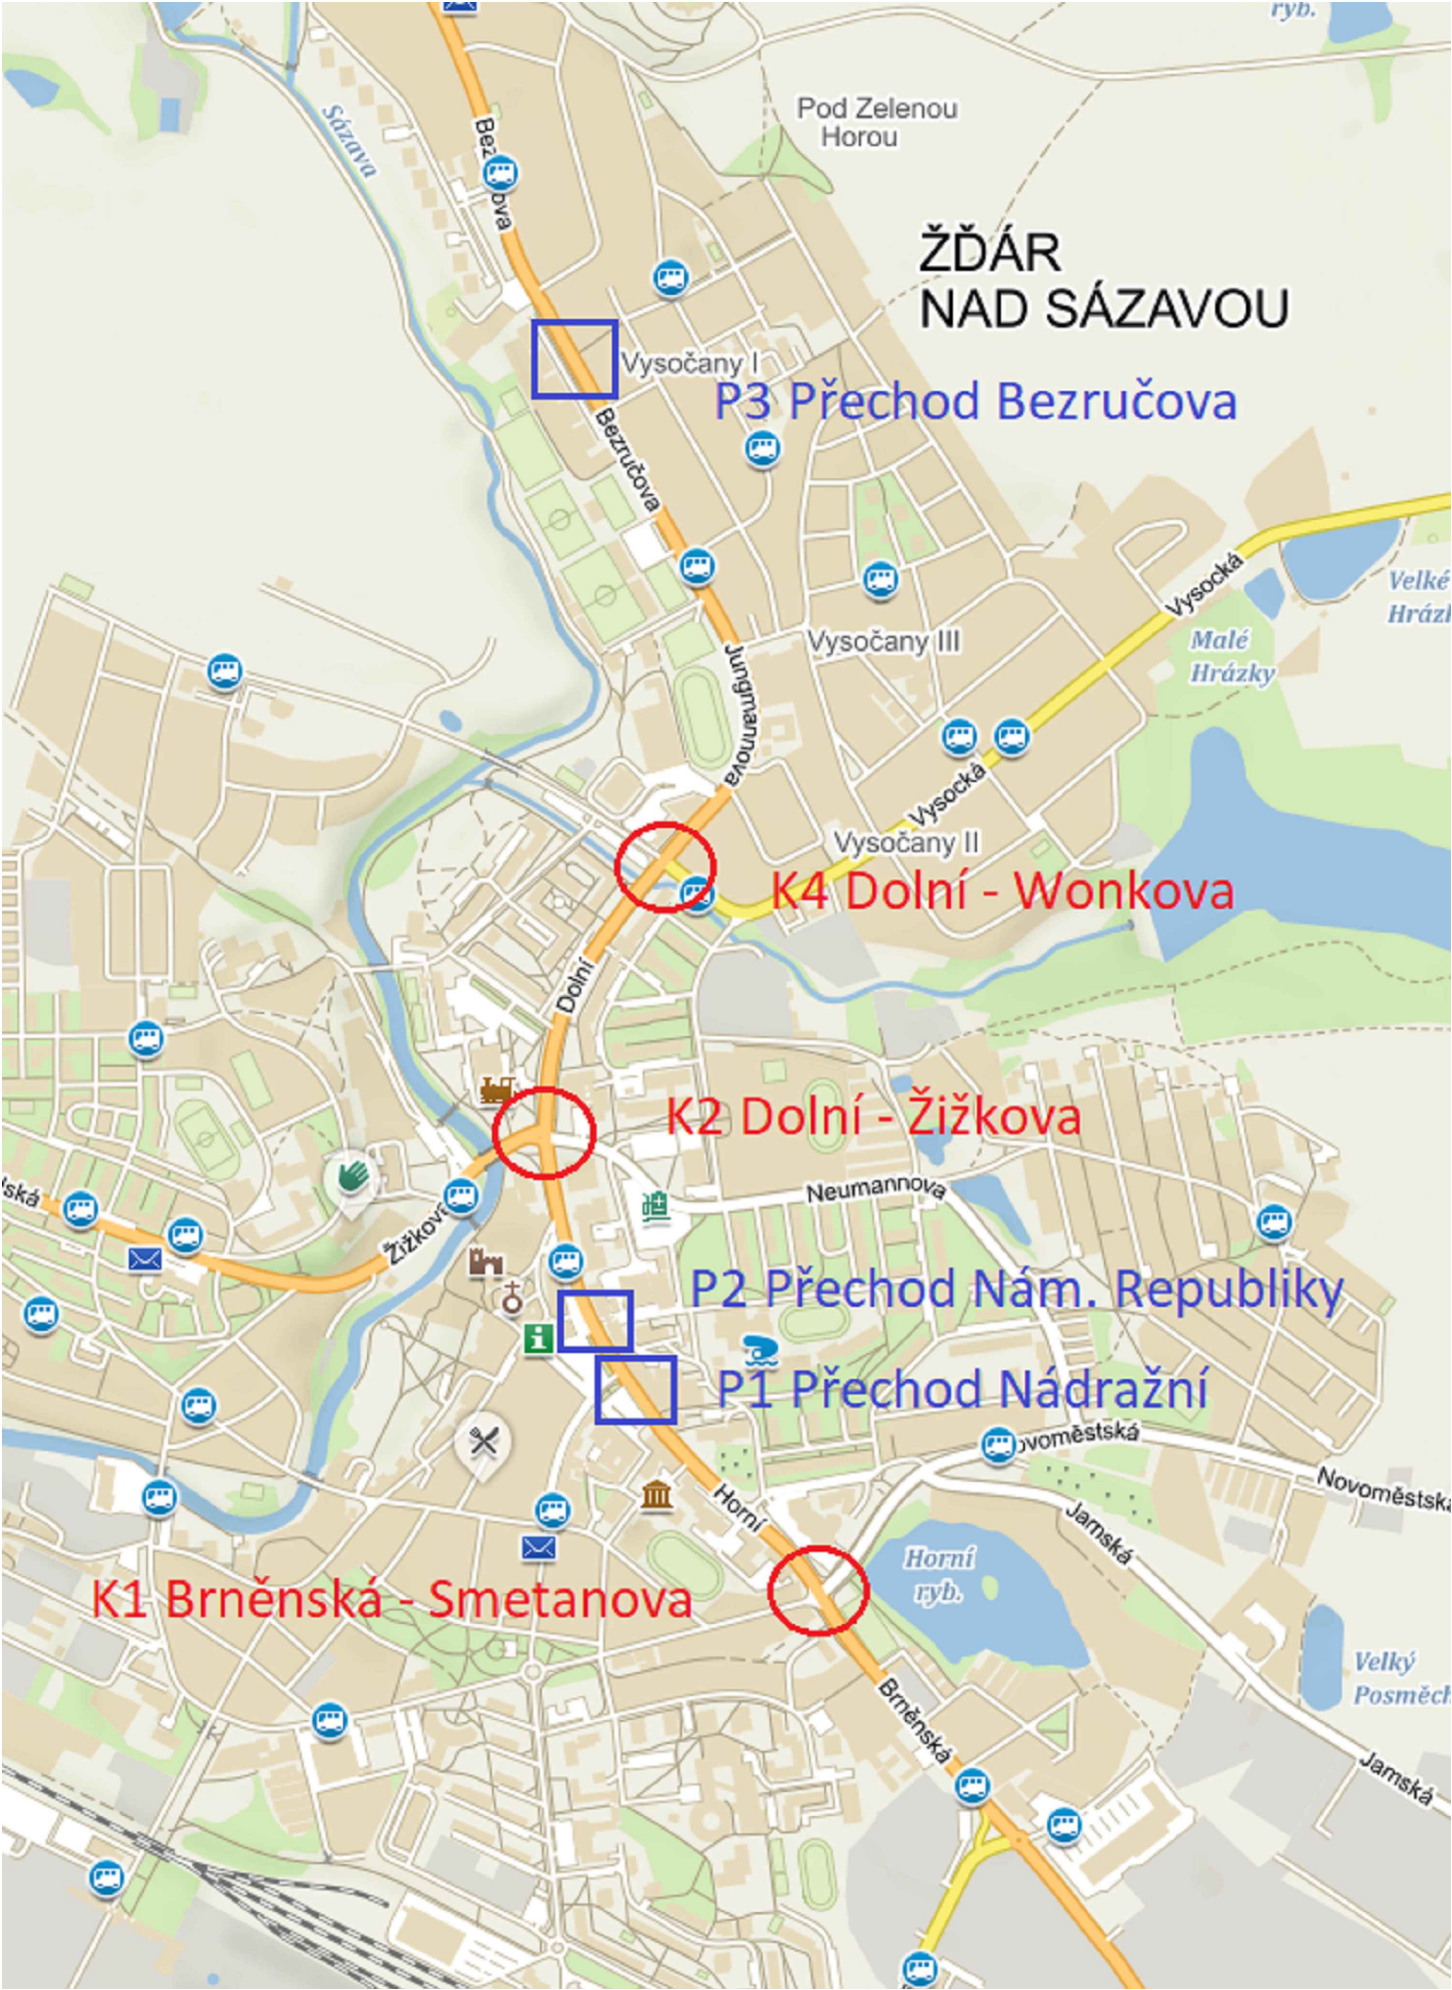 ryb.
Sázava
Pod Zelenou
Horou
ŽĎÁR
NAD SÁZAVOU
Vysočany I
P3 Přechod Bezručova
Bezručova
Vysocká
Velké
Malé
Hrázky
Vysočany III
Jungmannova
Vysocká
Vysočany II
K4 Dolní - Wonkova
Dolní
K2 Dolní - Žižkova
Neumannova
Žižkova
P2 Přechod Nám. Republiky
P1 Přechod Nádražní
Novoměstská
Horní
Jamská
Horní
ryb.
K1 Brněnská - Smetanova
Velký
Brněnská
Jamská